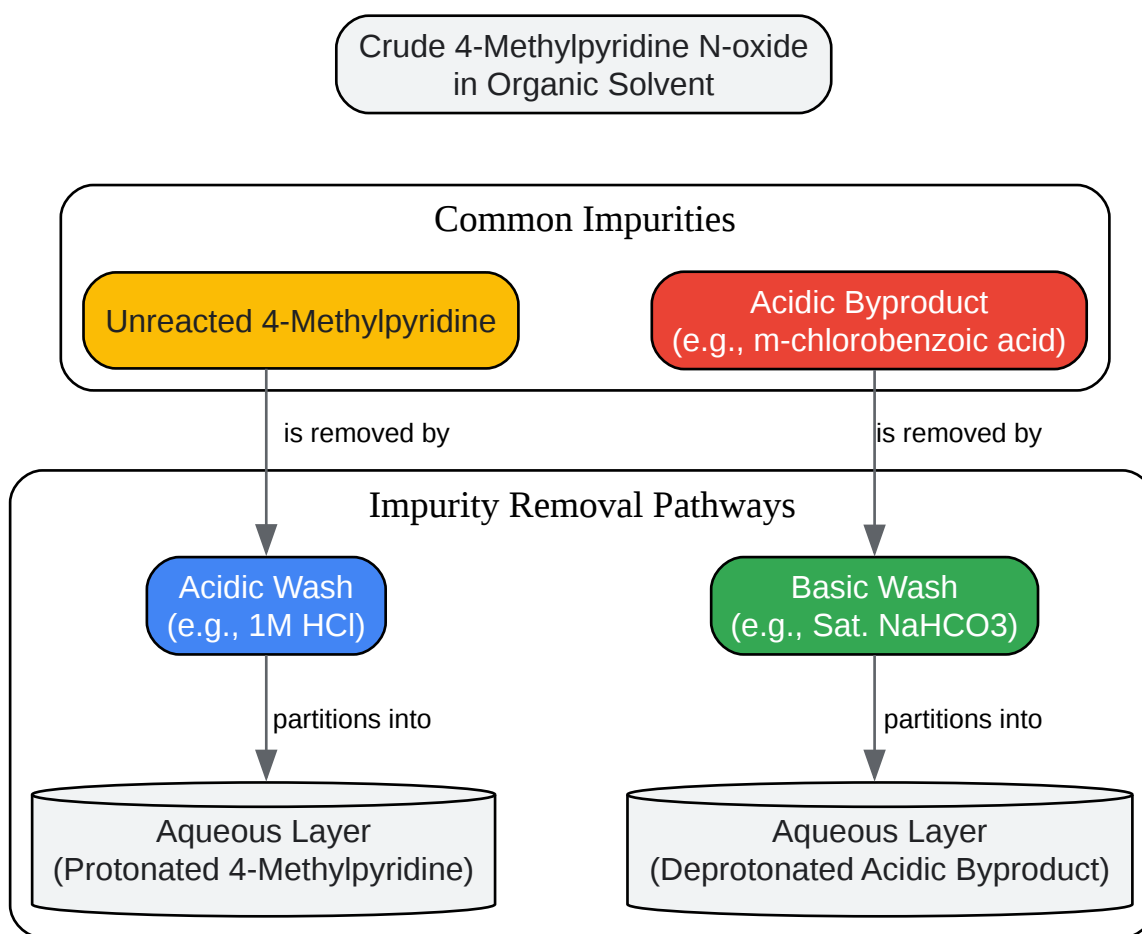 Crude 4-Methylpyridine N-oxide
in Organic Solvent
Common Impurities
Unreacted 4-Methylpyridine
Acidic Byproduct
(e.g., m-chlorobenzoic acid)
is removed by
is removed by
Impurity Removal Pathways
Acidic Wash
(e.g., 1M HCl)
Basic Wash
(e.g., Sat. NaHCO3)
partitions into
partitions into
Aqueous Layer
(Protonated 4-Methylpyridine)
Aqueous Layer
(Deprotonated Acidic Byproduct)